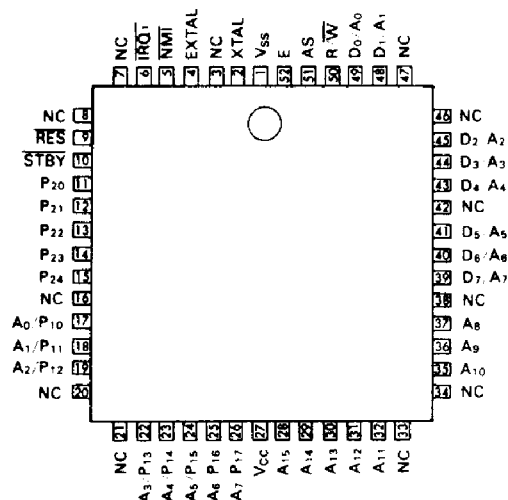 NC 7
IRQ1 6
NMI 5
EXTAL 4
NC 3
XTAL 2
VSS 1
E 52
AS 51
R/W 50
D0/A0 49
D1/A1 48
NC 47
NC 8
RES 9
STBY 10
P20 11
P21 12
P22 13
P23 14
P24 15
NC 16
A0/P10 17
A1/P11 18
A2/P12 19
NC 20
46 NC
45 D2/A2
44 D3/A3
43 D4/A4
42 NC
41 D5/A5
40 D6/A6
39 D7/A7
38 NC
37 A8
36 A9
35 A10
34 NC
21 NC
22 A3/P13
23 A4/P14
24 A5/P15
25 A6/P16
26 A7/P17
27 VCC
28 A15
29 A14
30 A13
31 A12
32 A11
33 NC